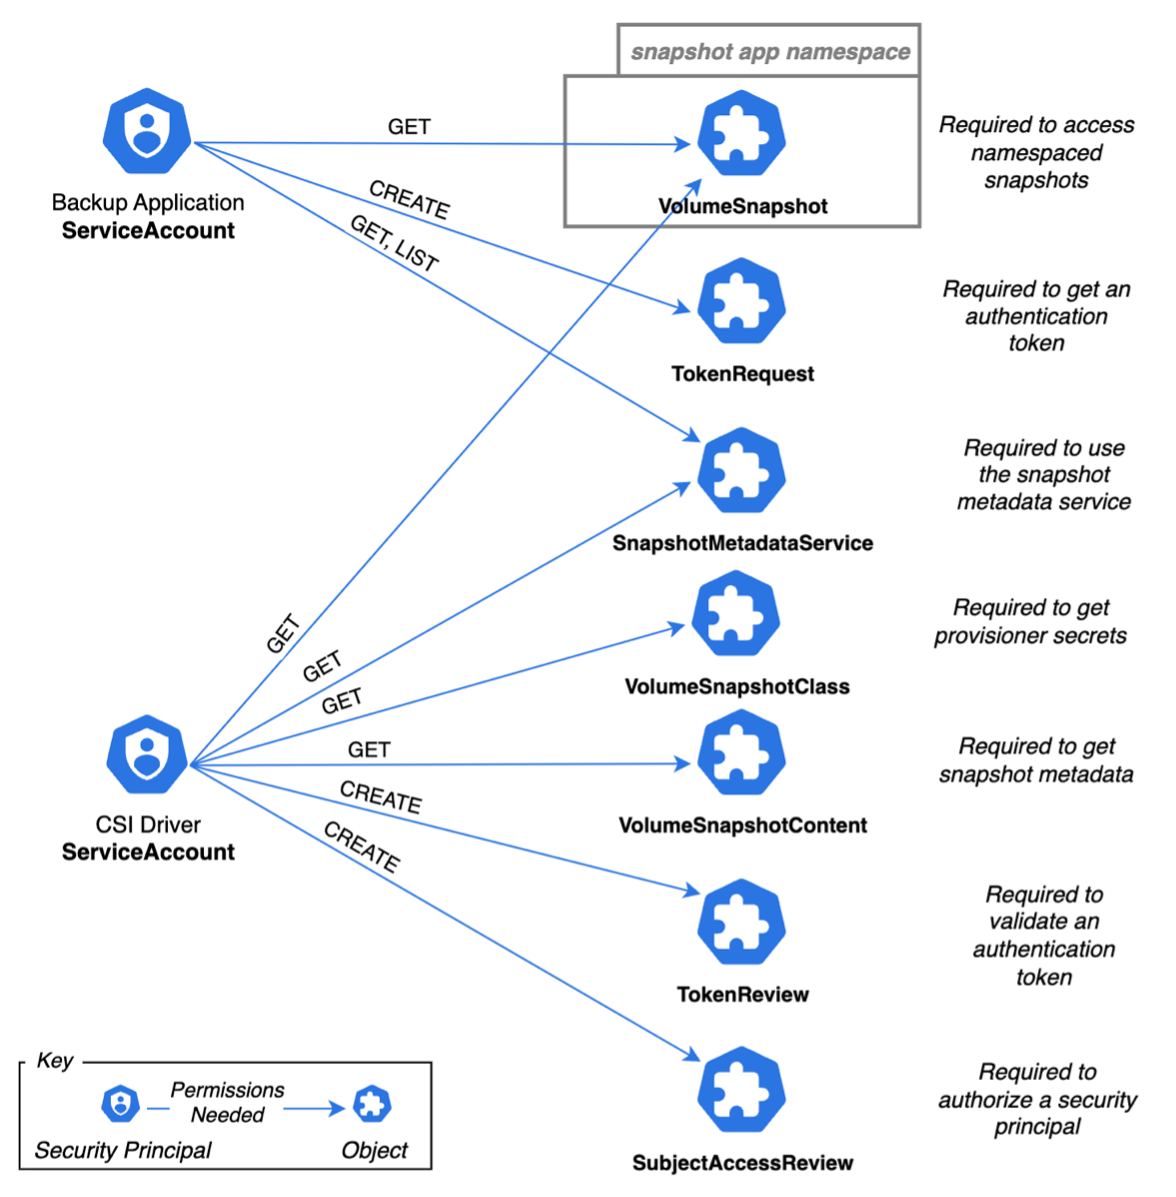 snapshot app namespace
GET
Required to access
namespaced
snapshots
Backup Application
ServiceAccount
CREATE
VolumeSnapshot
GET, LIST
Required to get an
authentication
token
TokenRequest
Required to use
the snapshot
metadata service
SnapshotMetadataService
GET
Required to get
provisioner secrets
GET
VolumeSnapshotClass
GET
GET
Required to get
snapshot metadata
CSI Driver
ServiceAccount
CREATE
VolumeSnapshotContent
CREATE
Required to
validate an
authentication
token
TokenReview
Key
Permissions
Needed
Security Principal
Object
Required to
authorize a security
principal
SubjectAccessReview